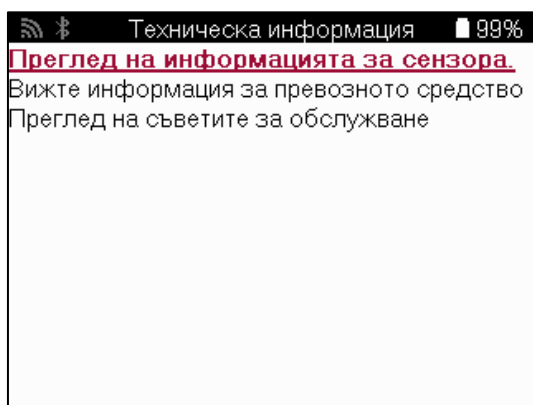 Техническа информация 99%
Преглед на информацията за сензора.
Вижте информация за превозното средство
Преглед на съветите за обслужване